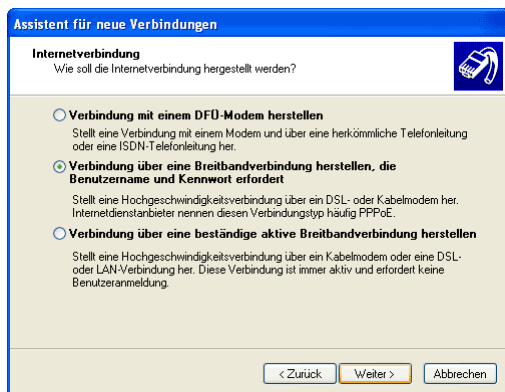 Assistent für neue Verbindungen
Internetverbindung
Wie soll die Internetverbindung hergestellt werden?
Verbindung mit einem DFÜ-Modem herstellen
Stellt eine Verbindung mit einem Modem und über eine herkömmliche Telefonleitung
oder eine ISDN-Telefonleitung her.
Verbindung über eine Breitbandverbindung herstellen, die
Benutzername und Kennwort erfordert
Stellt eine Hochgeschwindigkeitsverbindung über ein DSL- oder Kabelmodem her.
Internetdienstanbieter nennen diesen Verbindungstyp häufig PPPoE.
Verbindung über eine beständige aktive Breitbandverbindung herstellen
Stellt eine Hochgeschwindigkeitsverbindung über ein Kabelmodem oder eine DSL-
oder LAN-Verbindung her. Diese Verbindung ist immer aktiv und erfordert keine
Benutzeranmeldung.
< Zurück
Weiter >
Abbrechen